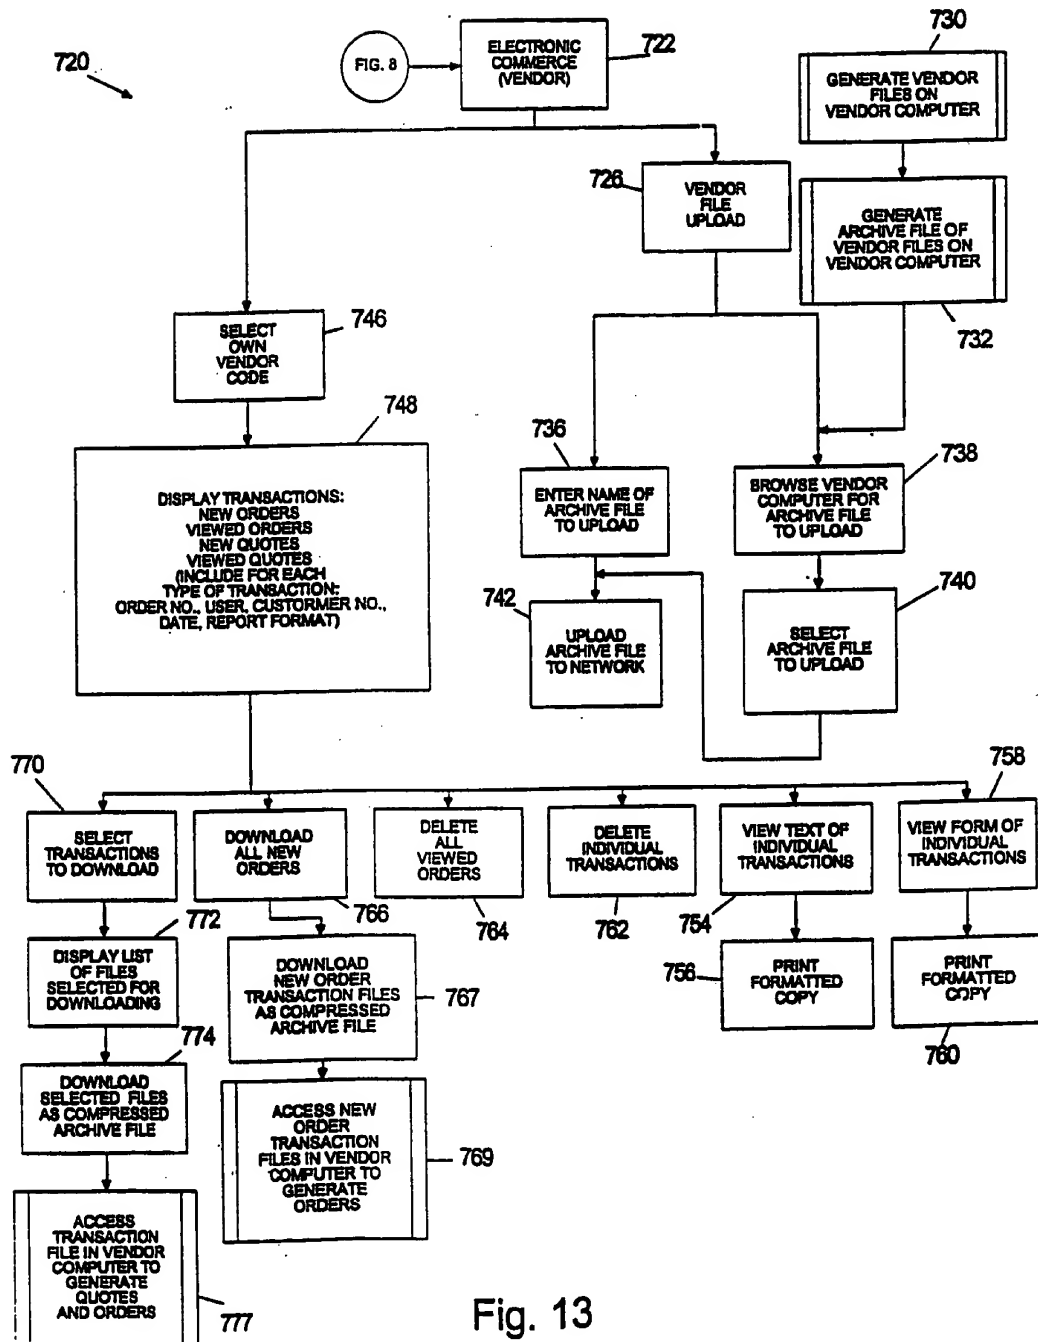 720
FIG. 8
ELECTRONIC
COMMERCE
(VENDOR)
722
730
GENERATE VENDOR
FILES ON
VENDOR COMPUTER
726
VENDOR
FILE
UPLOAD
GENERATE
ARCHIVE FILE OF
VENDOR FILES ON
VENDOR COMPUTER
732
SELECT
OWN
VENDOR
CODE
746
748
DISPLAY TRANSACTIONS:
NEW ORDERS
VIEWED ORDERS
NEW QUOTES
VIEWED QUOTES
(INCLUDE FOR EACH
TYPE OF TRANSACTION:
ORDER NO., USER, CUSTORMER NO.,
DATE, REPORT FORMAT)
736
ENTER NAME OF
ARCHIVE FILE
TO UPLOAD
738
BROWSE VENDOR
COMPUTER FOR
ARCHIVE FILE
TO UPLOAD
742
UPLOAD
ARCHIVE FILE
TO NETWORK
740
SELECT
ARCHIVE FILE
TO UPLOAD
770
SELECT
TRANSACTIONS
TO DOWNLOAD
DOWNLOAD
ALL NEW
ORDERS
766
DELETE
ALL
VIEWED
ORDERS
764
DELETE
INDIVIDUAL
TRANSACTIONS
762
VIEW TEXT OF
INDIVIDUAL
TRANSACTIONS
754
758
VIEW FORM OF
INDIVIDUAL
TRANSACTIONS
772
DISPLAY LIST
OF FILES
SELECTED FOR
DOWNLOADING
DOWNLOAD
NEW ORDER
TRANSACTION FILES
AS COMPRESSED
ARCHIVE FILE
767
756
PRINT
FORMATTED
COPY
PRINT
FORMATTED
COPY
760
774
DOWNLOAD
SELECTED FILES
AS COMPRESSED
ARCHIVE FILE
ACCESS NEW
ORDER
TRANSACTION
FILES IN VENDOR
COMPUTER TO
GENERATE
ORDERS
769
ACCESS
TRANSACTION
FILE IN VENDOR
COMPUTER TO
GENERATE
QUOTES
AND ORDERS
777
Fig. 13